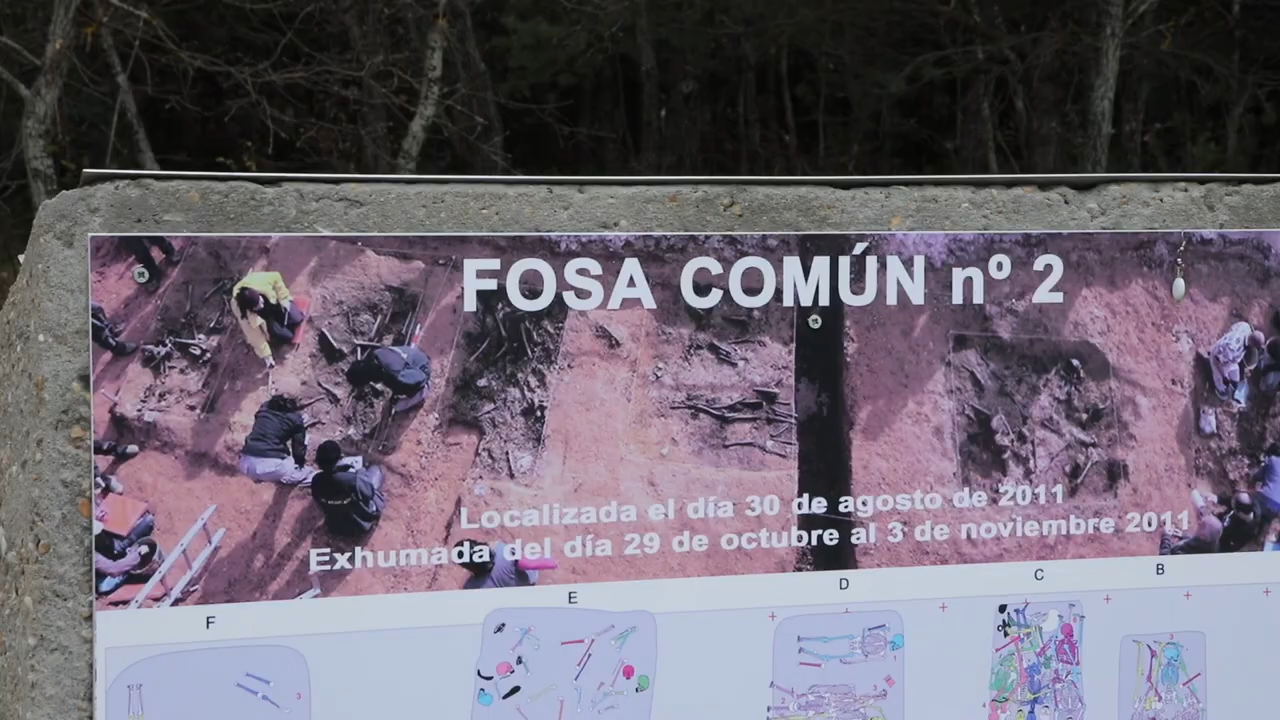 FOSA COMÚN nº 2
Localizada el día 30 de agosto de 2011
Exhumada del día 29 de octubre al 3 de noviembre 2011
F
E
D
C
B